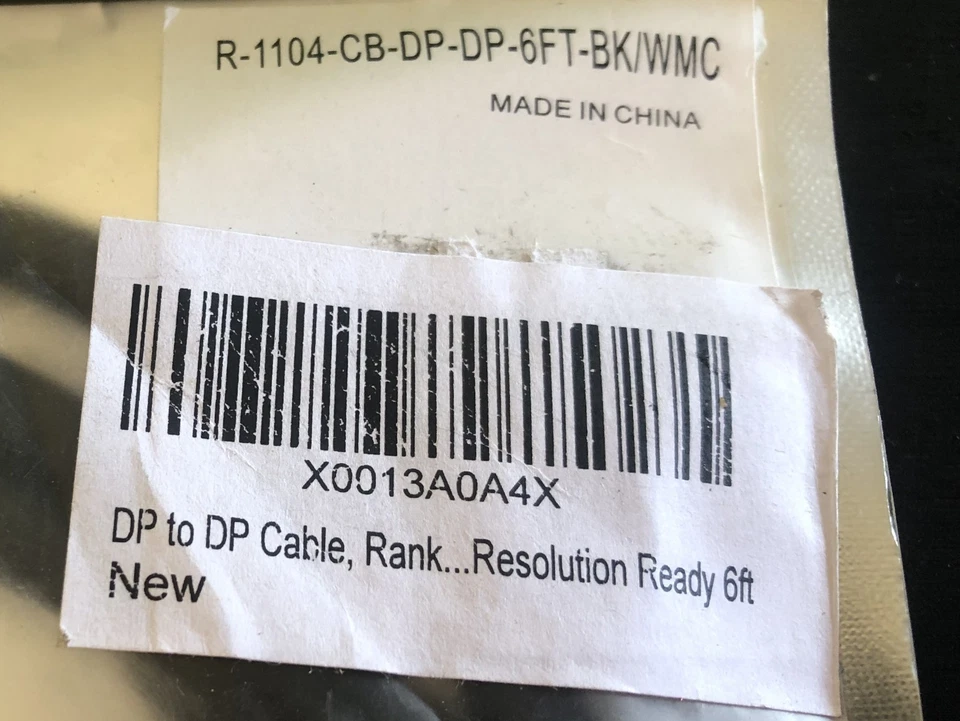 R-1104-CB-DP-DP-6FT-BK/WMC
MADE IN CHINA
X0013A0A4X
DP to DP Cable, Rank...Resolution Ready 6ft
New